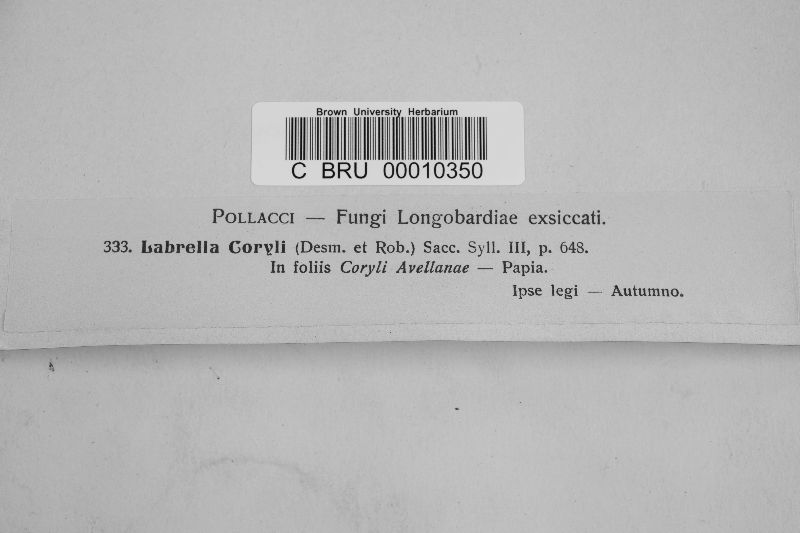 Brown University Herbarium
C BRU 00010350
POLLACCI — Fungi Longobardiae exsiccati.
333. Labrella Coryli (Desm. et Rob.) Sacc. Syll. III, p. 648.
In foliis Coryli Avellanae — Papia.
Ipse legi — Autumno.